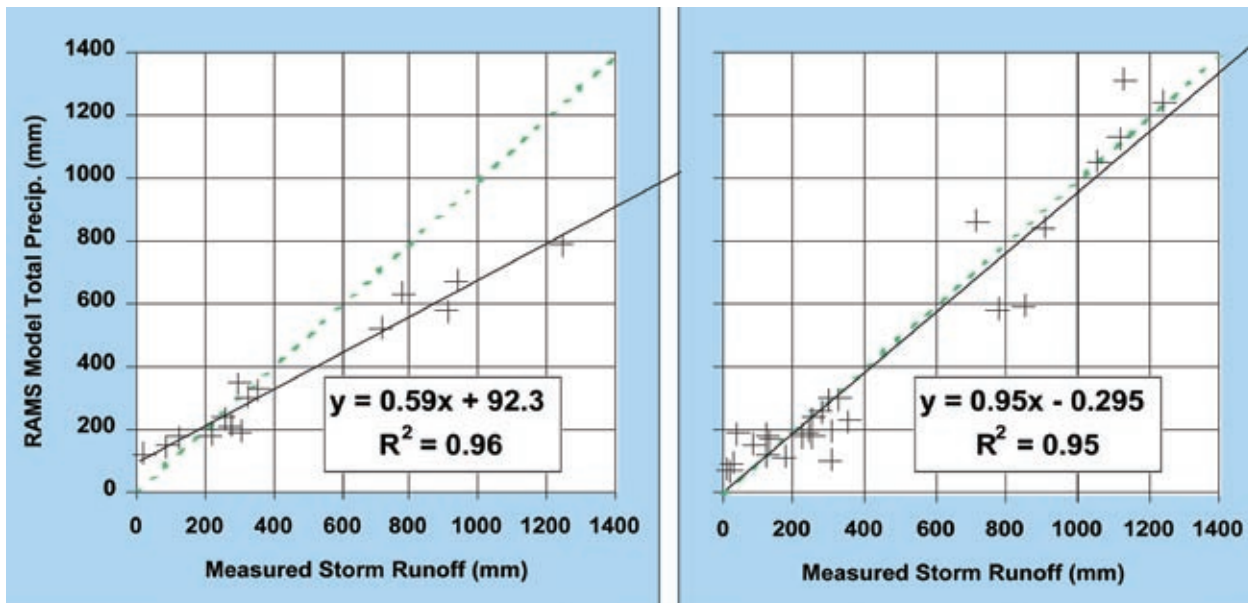 RAMS Model Total Precip. (mm)
1400
1200
1000
800
600
400
200
0
y = 0.59x + 92.3
R² = 0.96
0 200 400 600 800 1000 1200 1400
Measured Storm Runoff (mm)
y = 0.95x - 0.295
R² = 0.95
0 200 400 600 800 1000 1200 1400
Measured Storm Runoff (mm)